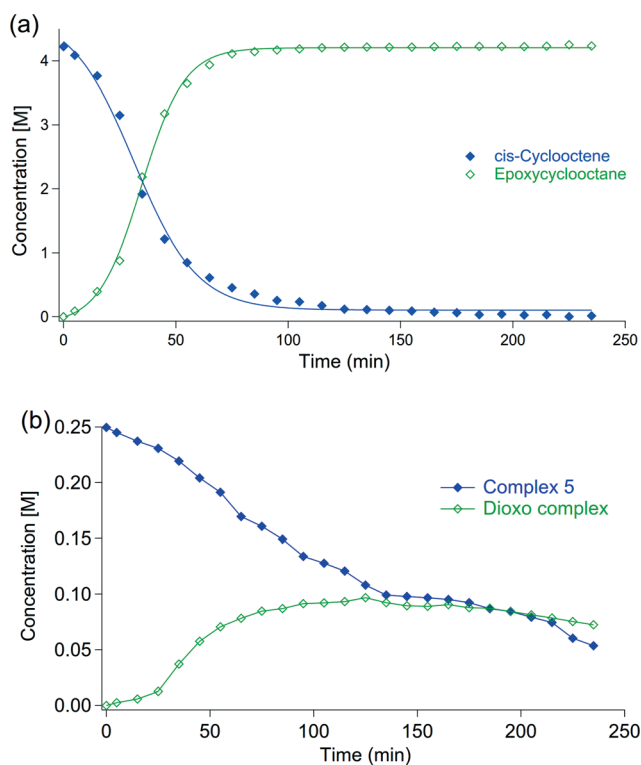 (a)
4
3
2
1
0
Concentration [M]
cis-Cyclooctene
Epoxycyclooctane
0 50 100 150 200 250
Time (min)
(b)
0.25
0.20
0.15
0.10
0.05
0.00
Concentration [M]
Complex 5
Dioxo complex
0 50 100 150 200 250
Time (min)